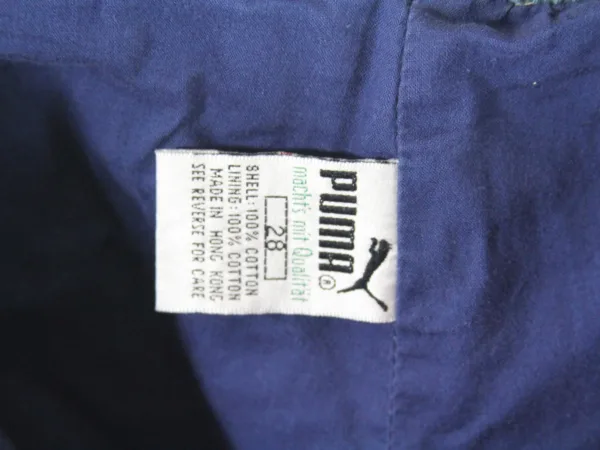 PUMA®
macht's mit Qualität
28
SHELL: 100% COTTON
LINING: 100% COTTON
MADE IN HONG KONG
SEE REVERSE FOR CARE